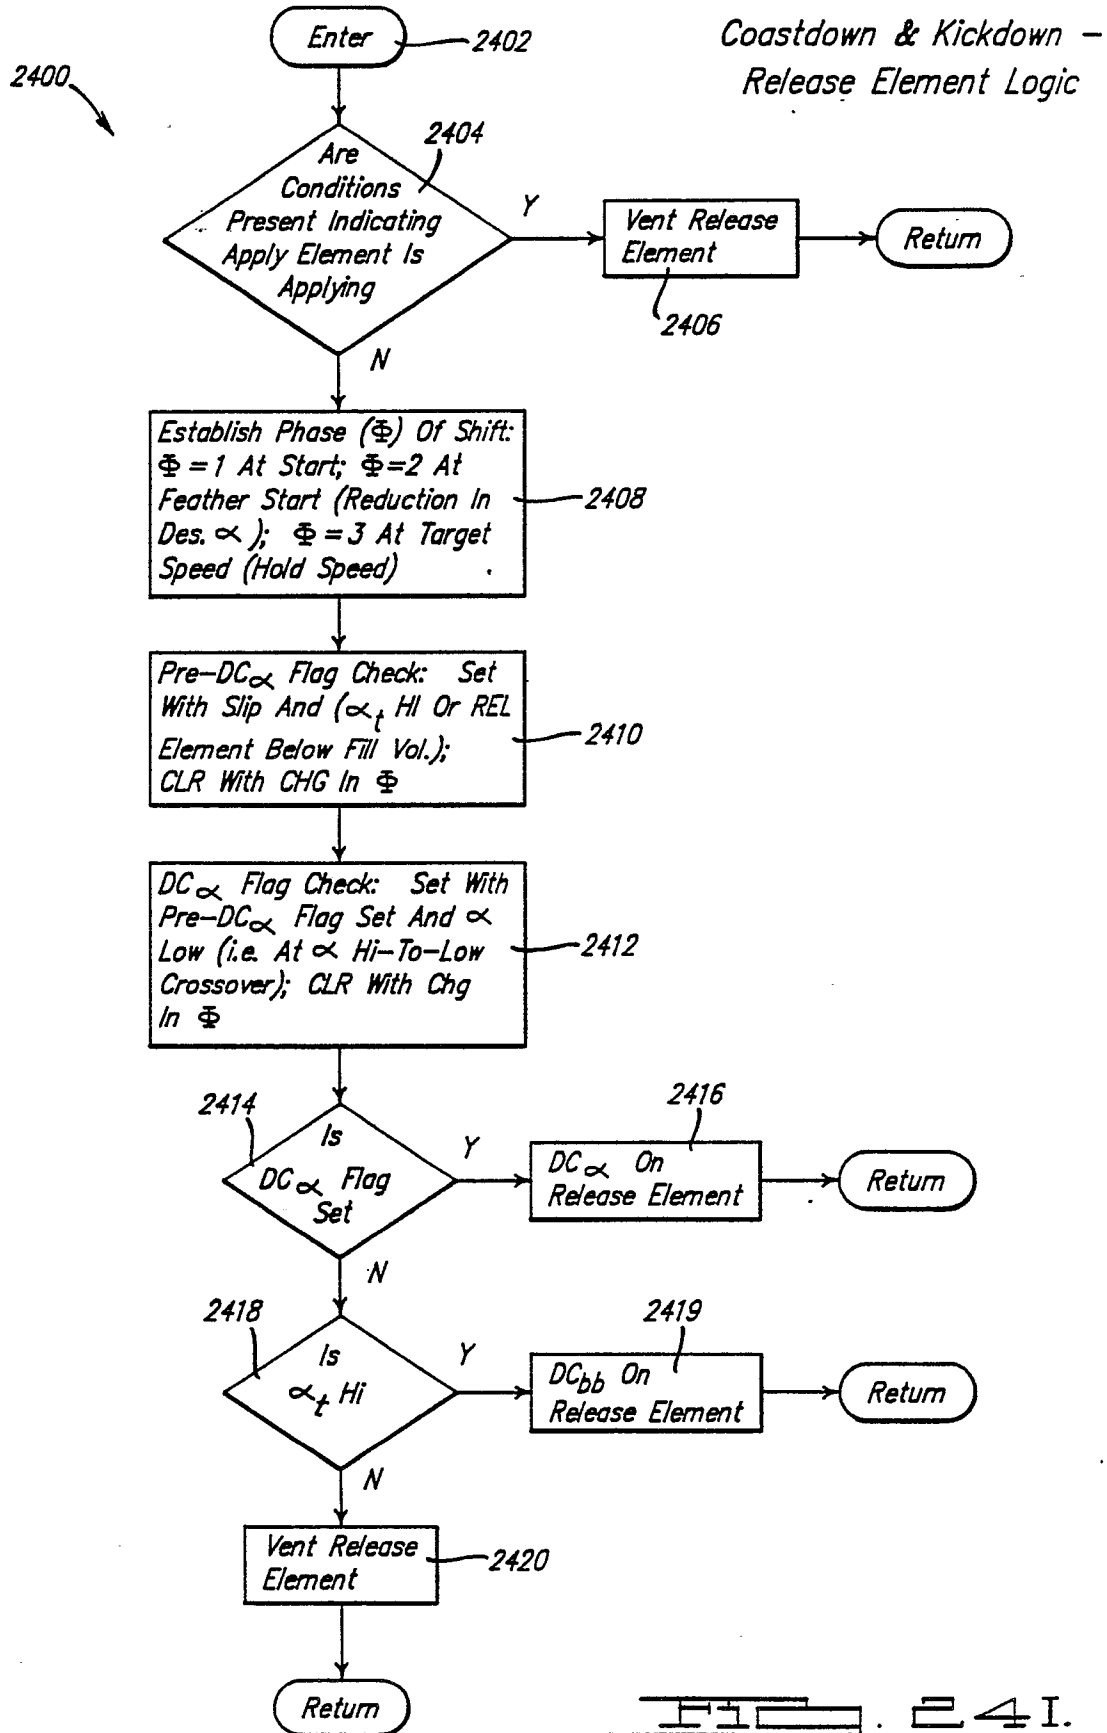 Coastdown & Kickdown –
Release Element Logic
2400
Enter
2402
2404
Are
Conditions
Present Indicating
Apply Element Is
Applying
Y
Vent Release
Element
2406
Return
N
Establish Phase (Φ) Of Shift:
Φ = 1 At Start; Φ=2 At
Feather Start (Reduction In
Des. ∝ ); Φ = 3 At Target
Speed (Hold Speed)
2408
Pre–DC∝ Flag Check: Set
With Slip And (∝t HI Or REL
Element Below Fill Vol.);
CLR With CHG In Φ
2410
DC∝ Flag Check: Set With
Pre–DC∝ Flag Set And ∝
Low (i.e. At ∝ Hi–To–Low
Crossover); CLR With Chg
In Φ
2412
2414
Is
DC∝ Flag
Set
Y
2416
DC∝ On
Release Element
Return
N
2418
Is
∝t Hi
Y
2419
DCbb On
Release Element
Return
N
Vent Release
Element
2420
Return
FIG. 24I.